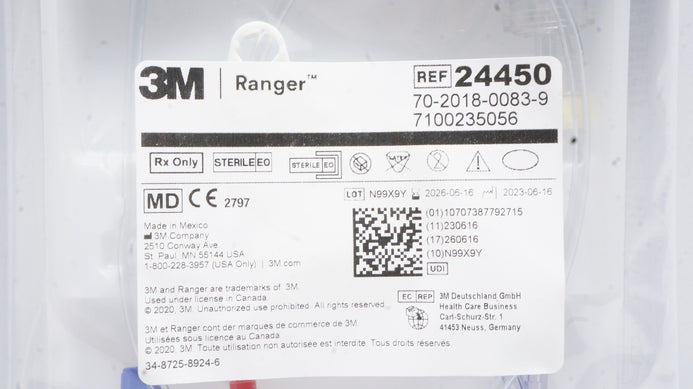 3M | Ranger™
REF 24450
70-2018-0083-9
7100235056
Rx Only STERILE EO STERILE EO
MD CE 2797
LOT N99X9Y 2026-06-16 2023-06-16
Made in Mexico
3M Company
2510 Conway Ave.
St. Paul, MN 55144 USA
1-800-228-3957 (USA Only) | 3M.com
(01)10707387792715
(11)230616
(17)260616
(10)N99X9Y
UDI
3M and Ranger are trademarks of 3M.
Used under license in Canada.
© 2020, 3M. Unauthorized use prohibited. All rights reserved.
3M et Ranger sont des marques de commerce de 3M.
Utilisées sous licence au Canada.
© 2020, 3M. Toute utilisation non autorisée est interdite. Tous droits réservés.
34-8725-8924-6
EC REP 3M Deutschland GmbH
Health Care Business
Carl-Schurz-Str. 1
41453 Neuss, Germany